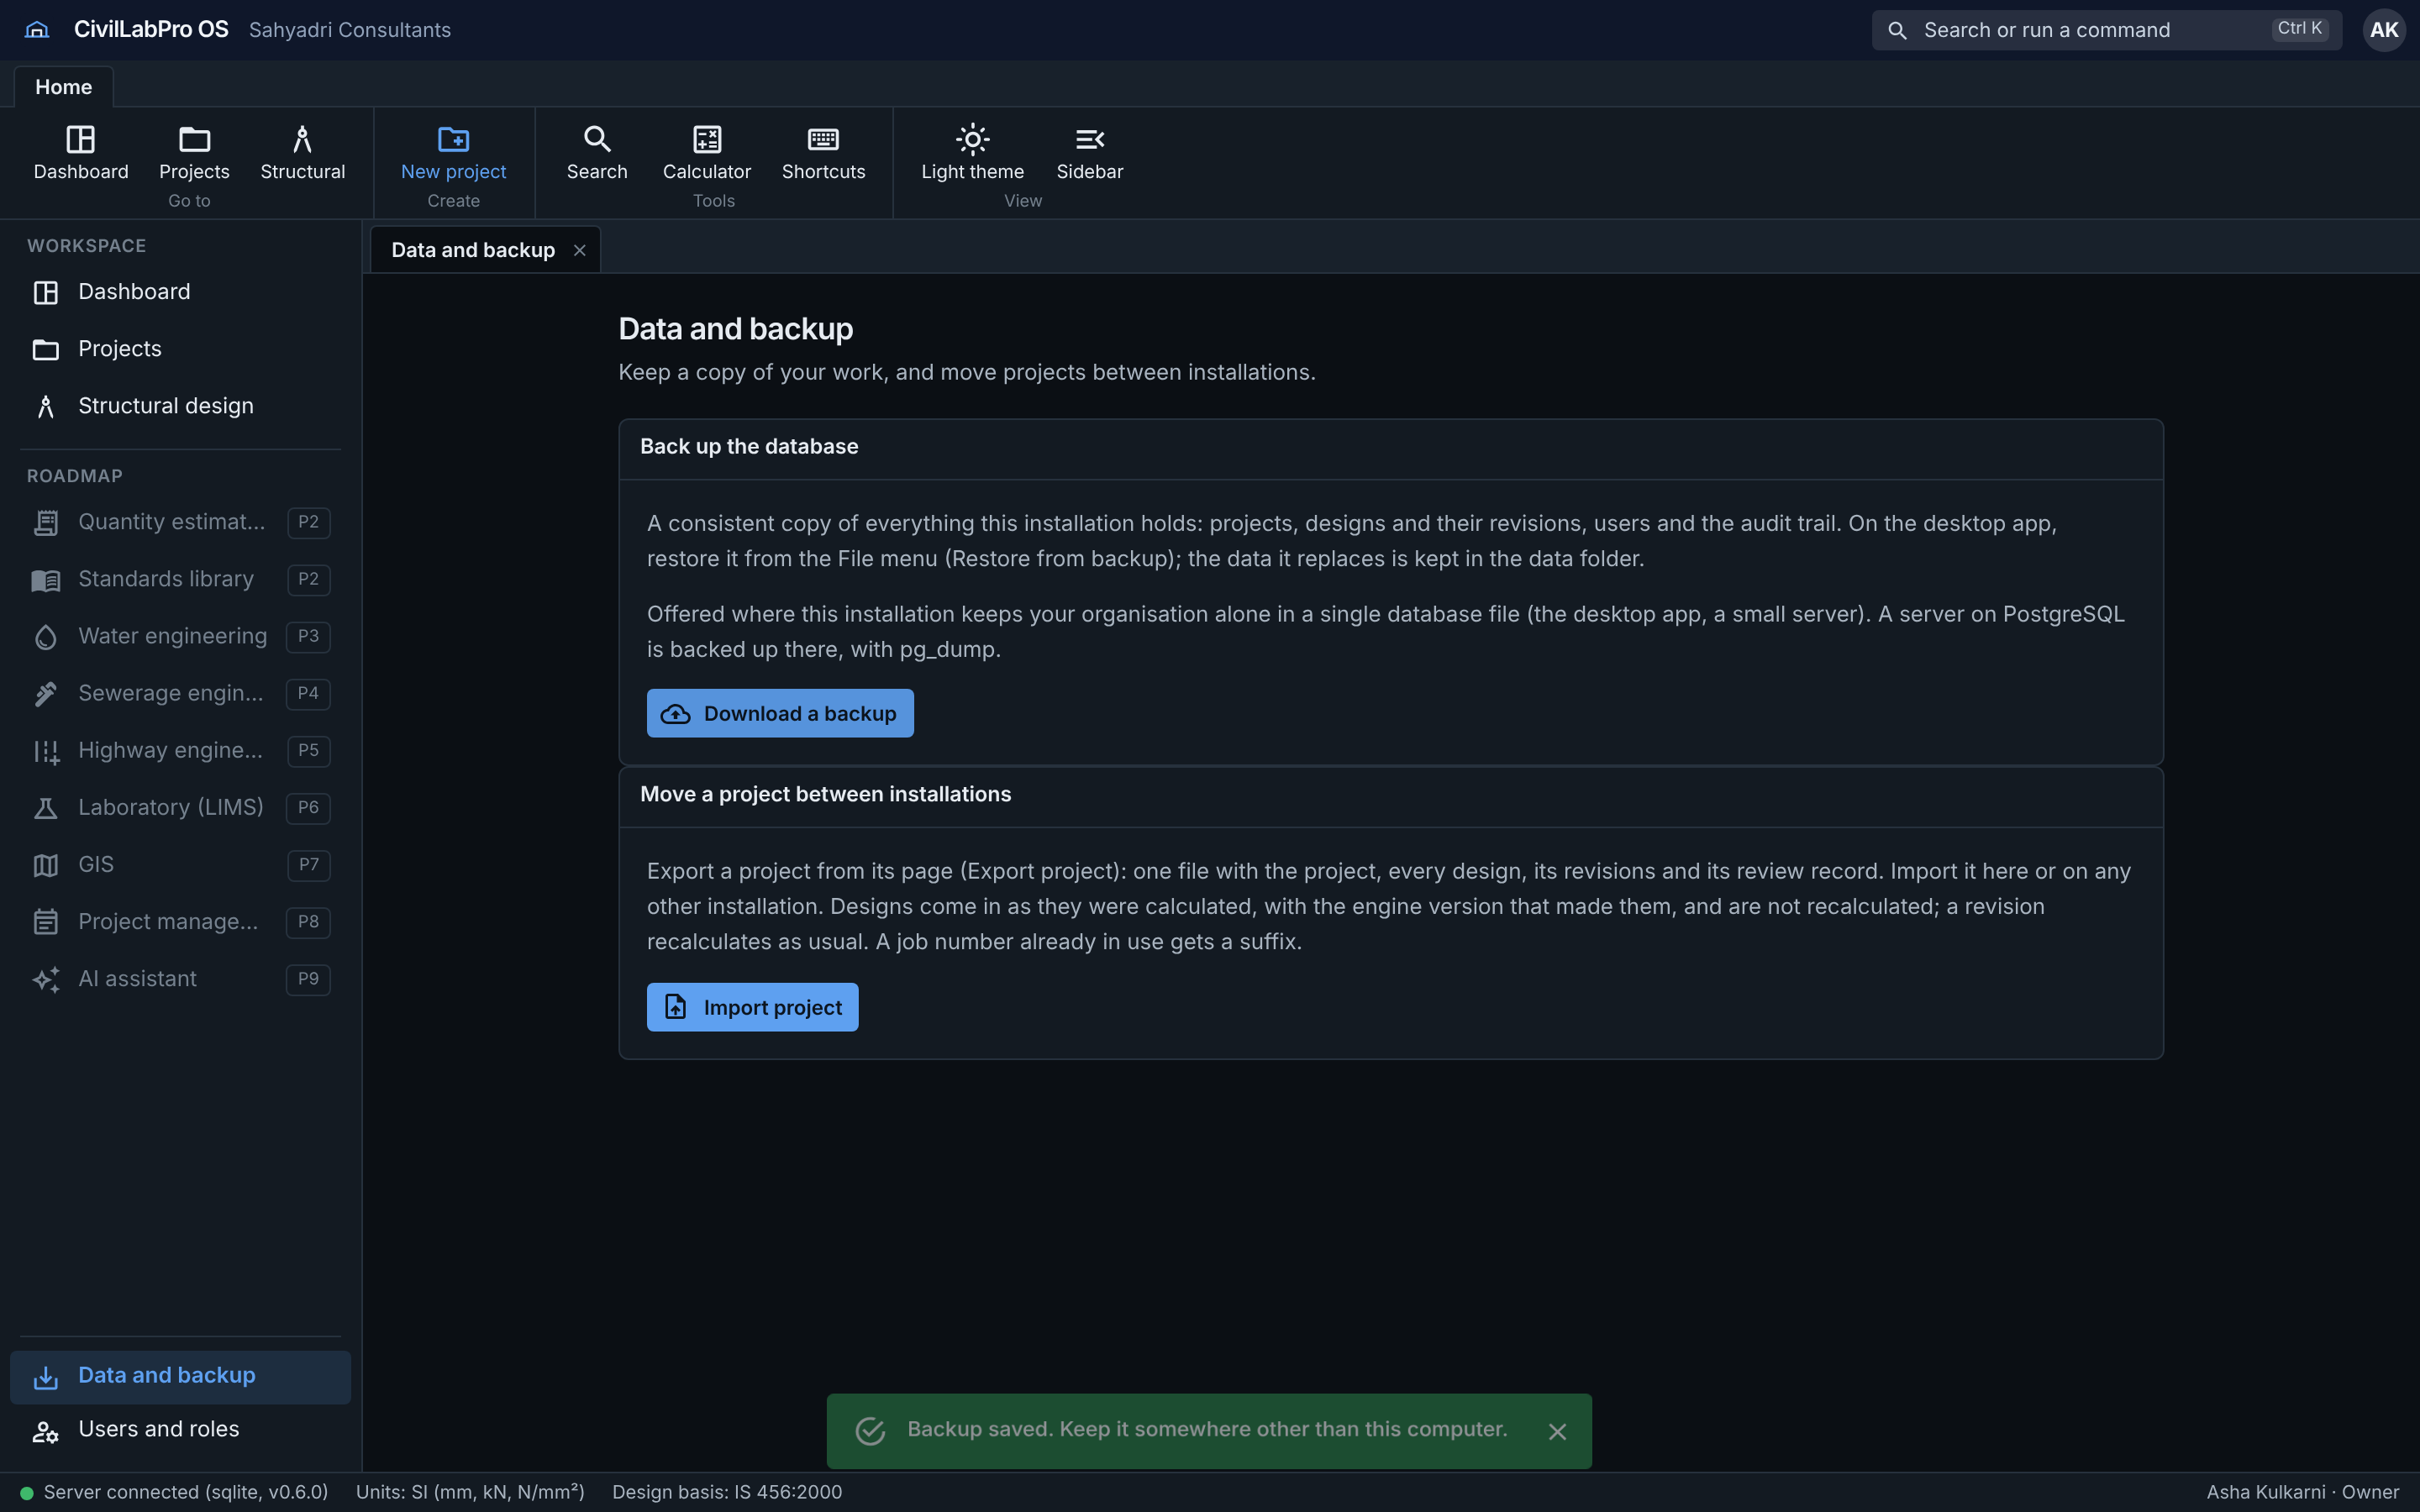 CivilLabPro OS Sahyadri Consultants
Search or run a command Ctrl K AK
Home
Dashboard Projects Structural New project Search Calculator Shortcuts Light theme Sidebar
Go to Create Tools View
WORKSPACE
Dashboard
Projects
Structural design
ROADMAP
Quantity estimat... P2
Standards library P2
Water engineering P3
Sewerage engin... P4
Highway engine... P5
Laboratory (LIMS) P6
GIS P7
Project manage... P8
AI assistant P9
Data and backup
Users and roles
Data and backup
Data and backup
Keep a copy of your work, and move projects between installations.
Back up the database
A consistent copy of everything this installation holds: projects, designs and their revisions, users and the audit trail. On the desktop app,
restore it from the File menu (Restore from backup); the data it replaces is kept in the data folder.
Offered where this installation keeps your organisation alone in a single database file (the desktop app, a small server). A server on PostgreSQL
is backed up there, with pg_dump.
Download a backup
Move a project between installations
Export a project from its page (Export project): one file with the project, every design, its revisions and its review record. Import it here or on any
other installation. Designs come in as they were calculated, with the engine version that made them, and are not recalculated; a revision
recalculates as usual. A job number already in use gets a suffix.
Import project
Backup saved. Keep it somewhere other than this computer.
Server connected (sqlite, v0.6.0) Units: SI (mm, kN, N/mm²) Design basis: IS 456:2000
Asha Kulkarni · Owner